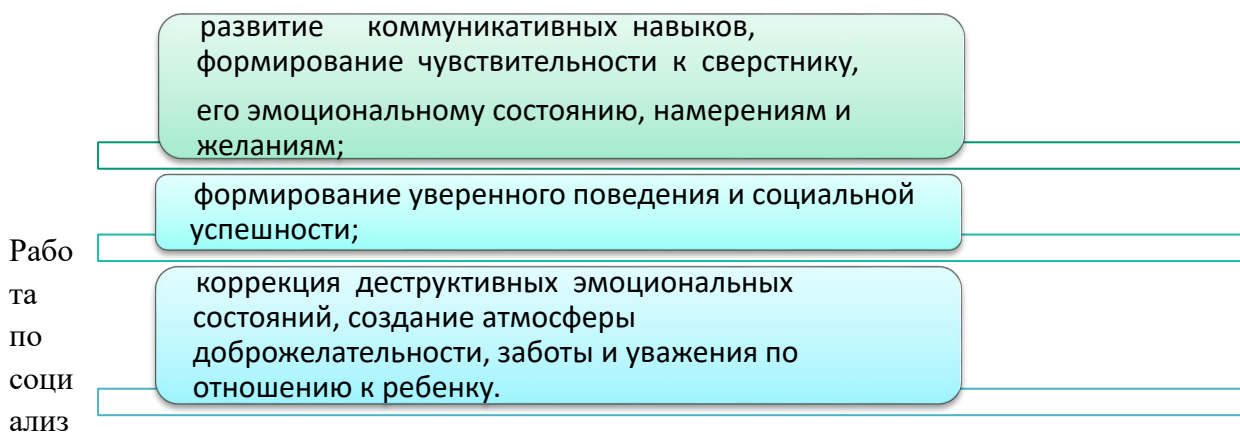 развитие коммуникативных навыков,
формирование чувствительности к сверстнику,
его эмоциональному состоянию, намерениям и
желаниям;
формирование уверенного поведения и социальной
успешности;
коррекция деструктивных эмоциональных
состояний, создание атмосферы
доброжелательности, заботы и уважения по
отношению к ребенку.
Рабо
та
по
соци
ализ